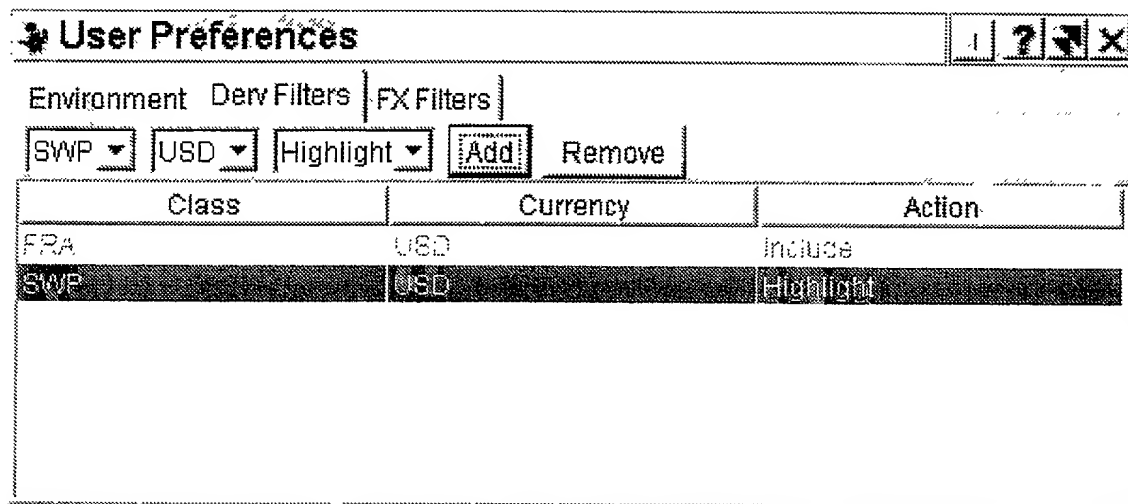 User Preferences ?
Environment Derv Filters FX Filters
SWP USD Highlight Add Remove
Class Currency Action
FRA USD Include
SWP USD Highlight